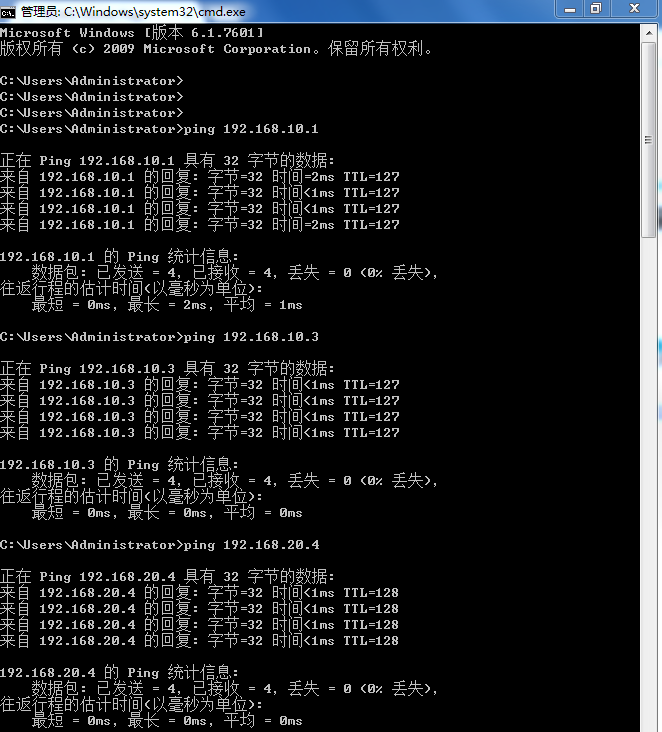 管理员: C:\Windows\system32\cmd.exe
Microsoft Windows [版本 6.1.7601]
版权所有 (c) 2009 Microsoft Corporation。保留所有权利。
C:\Users\Administrator>
C:\Users\Administrator>
C:\Users\Administrator>
C:\Users\Administrator>ping 192.168.10.1
正在 Ping 192.168.10.1 具有 32 字节的数据:
来自 192.168.10.1 的回复: 字节=32 时间=2ms TTL=127
来自 192.168.10.1 的回复: 字节=32 时间<1ms TTL=127
来自 192.168.10.1 的回复: 字节=32 时间<1ms TTL=127
来自 192.168.10.1 的回复: 字节=32 时间=2ms TTL=127
192.168.10.1 的 Ping 统计信息:
数据包: 已发送 = 4, 已接收 = 4, 丢失 = 0 (0% 丢失),
往返行程的估计时间(以毫秒为单位):
最短 = 0ms, 最长 = 2ms, 平均 = 1ms
C:\Users\Administrator>ping 192.168.10.3
正在 Ping 192.168.10.3 具有 32 字节的数据:
来自 192.168.10.3 的回复: 字节=32 时间<1ms TTL=127
来自 192.168.10.3 的回复: 字节=32 时间<1ms TTL=127
来自 192.168.10.3 的回复: 字节=32 时间<1ms TTL=127
来自 192.168.10.3 的回复: 字节=32 时间<1ms TTL=127
192.168.10.3 的 Ping 统计信息:
数据包: 已发送 = 4, 已接收 = 4, 丢失 = 0 (0% 丢失),
往返行程的估计时间(以毫秒为单位):
最短 = 0ms, 最长 = 0ms, 平均 = 0ms
C:\Users\Administrator>ping 192.168.20.4
正在 Ping 192.168.20.4 具有 32 字节的数据:
来自 192.168.20.4 的回复: 字节=32 时间<1ms TTL=128
来自 192.168.20.4 的回复: 字节=32 时间<1ms TTL=128
来自 192.168.20.4 的回复: 字节=32 时间<1ms TTL=128
来自 192.168.20.4 的回复: 字节=32 时间<1ms TTL=128
192.168.20.4 的 Ping 统计信息:
数据包: 已发送 = 4, 已接收 = 4, 丢失 = 0 (0% 丢失),
往返行程的估计时间(以毫秒为单位):
最短 = 0ms, 最长 = 0ms, 平均 = 0ms